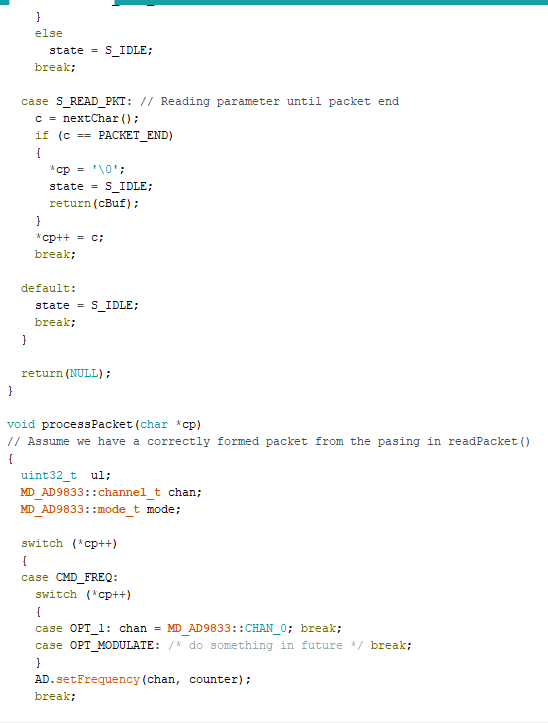 }
    else
      state = S_IDLE;
    break;

  case S_READ_PKT: // Reading parameter until packet end
    c = nextChar();
    if (c == PACKET_END)
    {
      *cp = '\0';
      state = S_IDLE;
      return(cBuf);
    }
    *cp++ = c;
    break;

  default:
    state = S_IDLE;
    break;
  }

  return(NULL);
}

void processPacket(char *cp)
// Assume we have a correctly formed packet from the pasing in readPacket()
{
  uint32_t  ul;
  MD_AD9833::channel_t chan;
  MD_AD9833::mode_t mode;

  switch (*cp++)
  {
  case CMD_FREQ:
    switch (*cp++)
    {
    case OPT_1: chan = MD_AD9833::CHAN_0; break;
    case OPT_MODULATE: /* do something in future */ break;
    }
    AD.setFrequency(chan, counter);
    break;